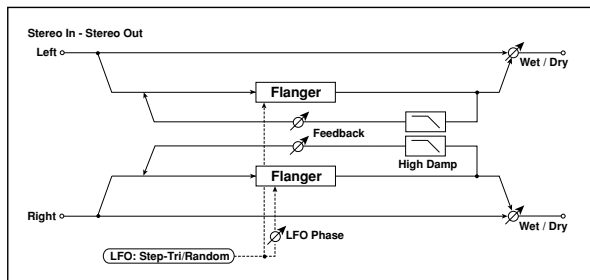 Stereo In - Stereo Out
Left
Wet / Dry
Flanger
Feedback
High Damp
Flanger
Right
LFO Phase
Wet / Dry
LFO: Step-Tri/Random